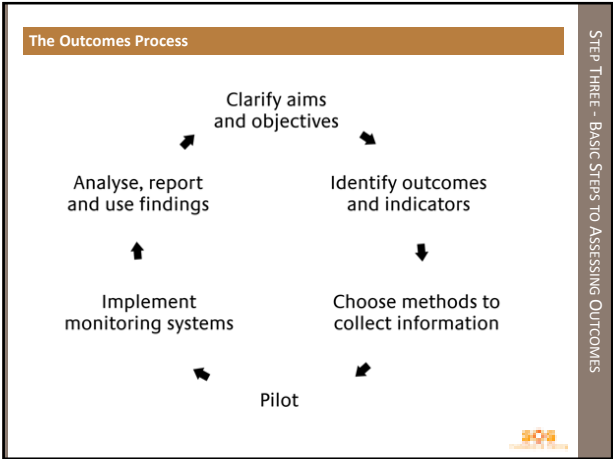 The Outcomes Process
Clarify aims
and objectives
Identify outcomes
and indicators
Choose methods to
collect information
Pilot
Implement
monitoring systems
Analyse, report
and use findings
STEP THREE - BASIC STEPS TO ASSESSING OUTCOMES